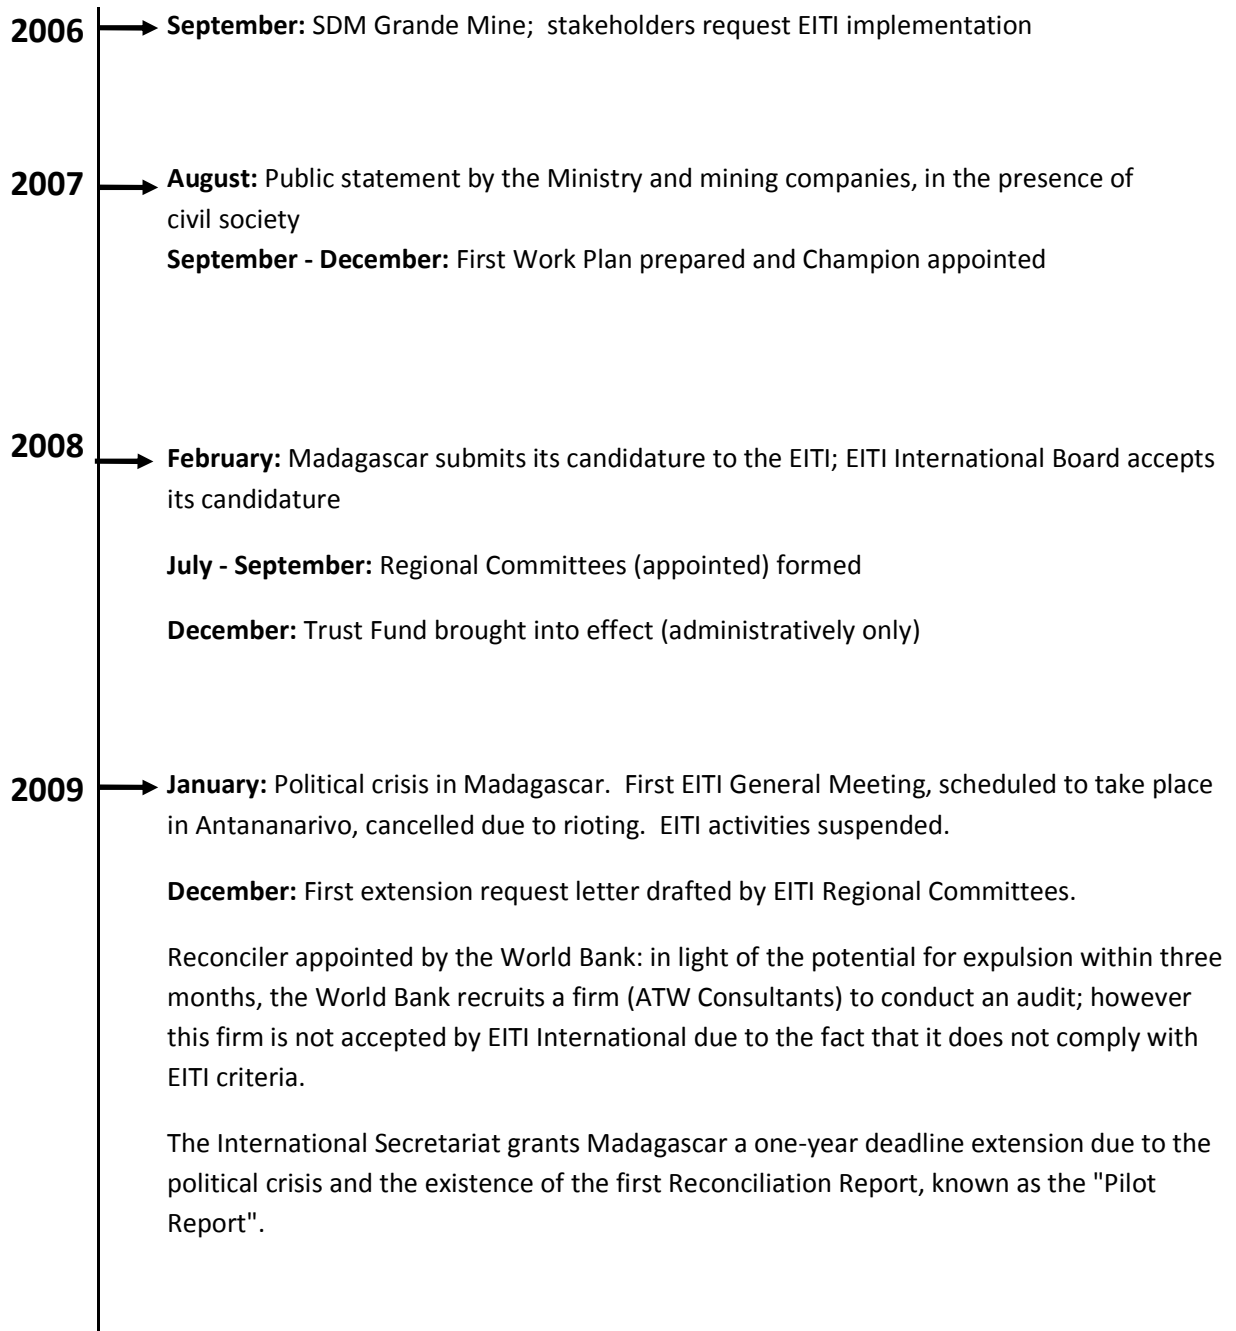 2006 September: SDM Grande Mine;  stakeholders request EITI implementation
2007 August: Public statement by the Ministry and mining companies, in the presence of
civil society
September - December: First Work Plan prepared and Champion appointed
2008 February: Madagascar submits its candidature to the EITI; EITI International Board accepts
its candidature
July - September: Regional Committees (appointed) formed
December: Trust Fund brought into effect (administratively only)
2009 January: Political crisis in Madagascar.  First EITI General Meeting, scheduled to take place
in Antananarivo, cancelled due to rioting.  EITI activities suspended.
December: First extension request letter drafted by EITI Regional Committees.
Reconciler appointed by the World Bank: in light of the potential for expulsion within three
months, the World Bank recruits a firm (ATW Consultants) to conduct an audit; however
this firm is not accepted by EITI International due to the fact that it does not comply with
EITI criteria.
The International Secretariat grants Madagascar a one-year deadline extension due to the
political crisis and the existence of the first Reconciliation Report, known as the "Pilot
Report".